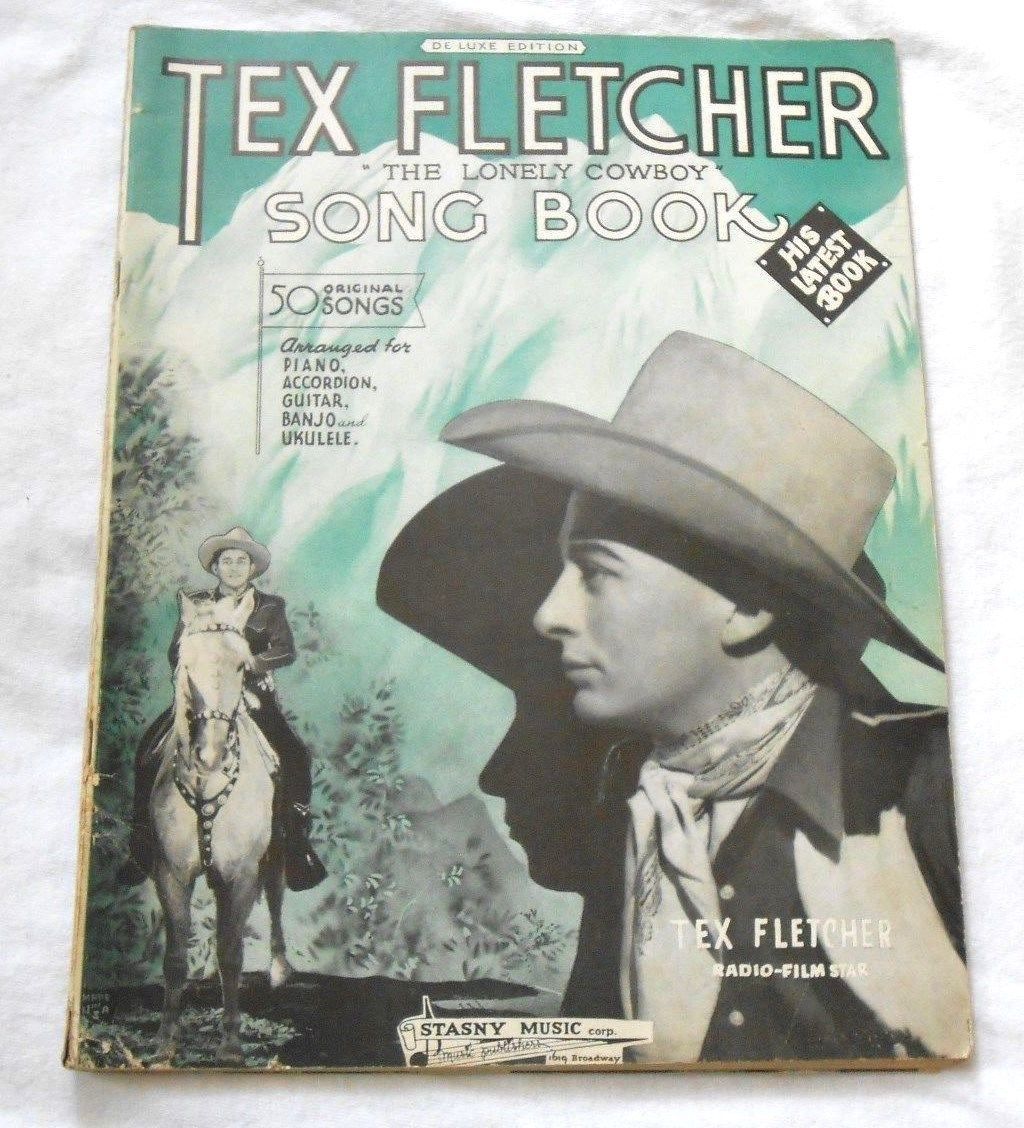 DE LUXE EDITION
TEX FLETCHER
"THE LONELY COWBOY"
SONG BOOK
HIS
LATEST
BOOK
50 ORIGINAL
SONGS
Arranged for
PIANO,
ACCORDION,
GUITAR,
BANJO and
UKULELE.
TEX FLETCHER
RADIO-FILM STAR
STASNY MUSIC corp.
music publishers
1619 Broadway